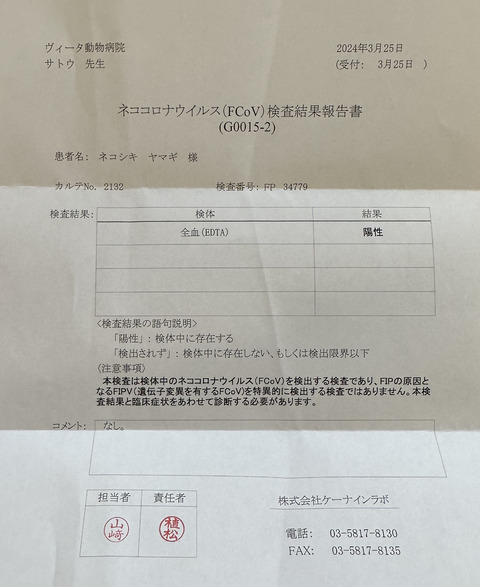 ヴィータ動物病院
2024年3月25日
サトウ 先生
(受付: 3月25日 )
ネココロナウイルス(FCoV)検査結果報告書
(G0015-2)
患者名: ネコシキ ヤマギ 様
カルテNo. 2132 検査番号: FP 34779
検査結果: 検体 結果
全血(EDTA) 陽性
<検査結果の語句説明>
「陽性」: 検体中に存在する
「検出されず」: 検体中に存在しない、もしくは検出限界以下
(注意事項)
本検査は検体中のネココロナウイルス(FCoV)を検出する検査であり、FIPの原因と
なるFIPV(遺伝子変異を有するFCoV)を特異的に検出する検査ではありません。本検
査結果と臨床症状をあわせて診断する必要があります。
コメント: なし。
担当者 責任者
山崎 植松
株式会社ケーナインラボ
電話: 03-5817-8130
FAX: 03-5817-8135